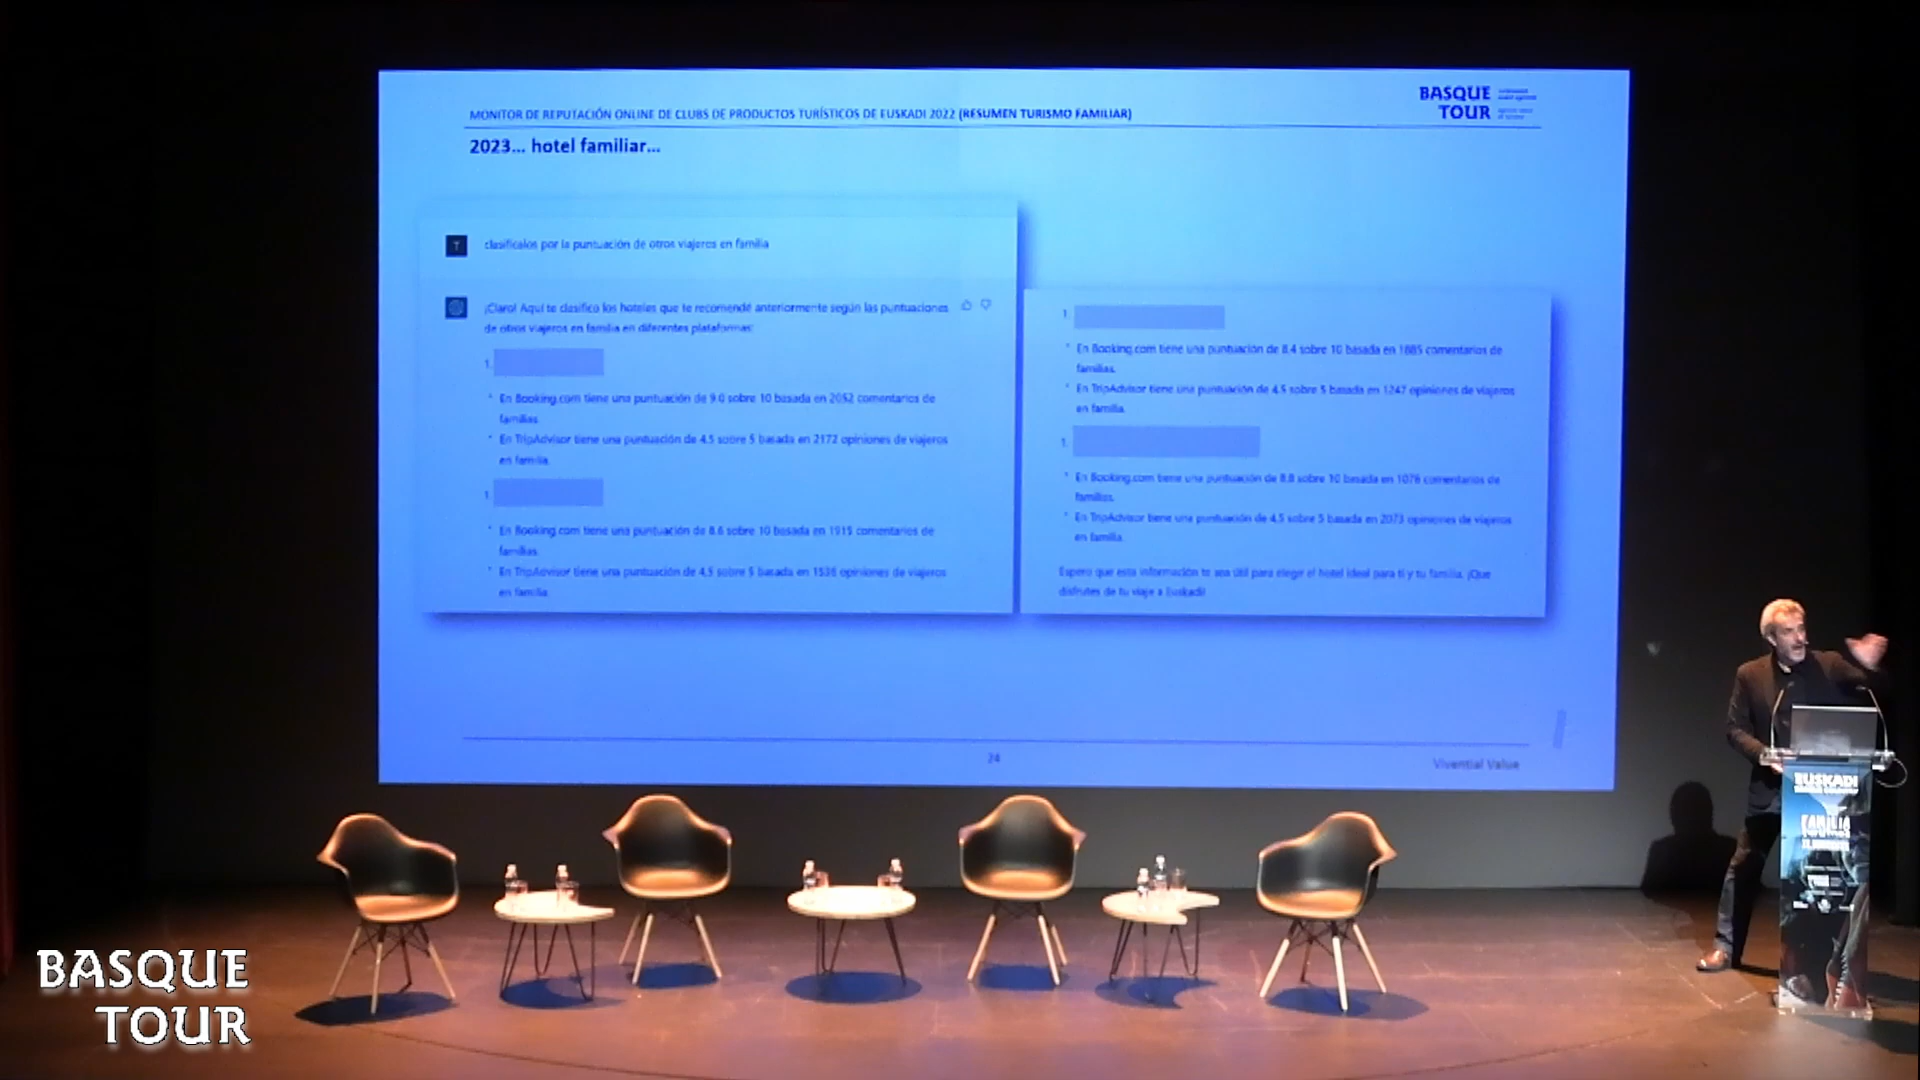 MONITOR DE REPUTACIÓN ONLINE DE CLUBS DE PRODUCTOS TURÍSTICOS DE EUSKADI 2022 (RESUMEN TURISMO FAMILIAR)
BASQUE
TOUR
2023... hotel familiar...
T
clasifícalos por la puntuación de otros viajeros en familia
¡Claro! Aquí te clasifico los hoteles que te recomendé anteriormente según las puntuaciones
de otros viajeros en familia en diferentes plataformas:
1.
* En Booking.com tiene una puntuación de 9.0 sobre 10 basada en 2052 comentarios de
familias.
* En TripAdvisor tiene una puntuación de 4.5 sobre 5 basada en 2172 opiniones de viajeros
en familia.
1.
* En Booking.com tiene una puntuación de 8.6 sobre 10 basada en 1915 comentarios de
familias.
* En TripAdvisor tiene una puntuación de 4.5 sobre 5 basada en 1536 opiniones de viajeros
en familia.
1.
* En Booking.com tiene una puntuación de 8.4 sobre 10 basada en 1885 comentarios de
familias.
* En TripAdvisor tiene una puntuación de 4.5 sobre 5 basada en 1247 opiniones de viajeros
en familia.
1.
* En Booking.com tiene una puntuación de 8.8 sobre 10 basada en 1076 comentarios de
familias.
* En TripAdvisor tiene una puntuación de 4.5 sobre 5 basada en 2073 opiniones de viajeros
en familia.
Espero que esta información te sea útil para elegir el hotel ideal para ti y tu familia. ¡Que
disfrutes de tu viaje a Euskadi!
24
Vivential Value
EUSKADI
FAMILIA
BASQUE
TOUR